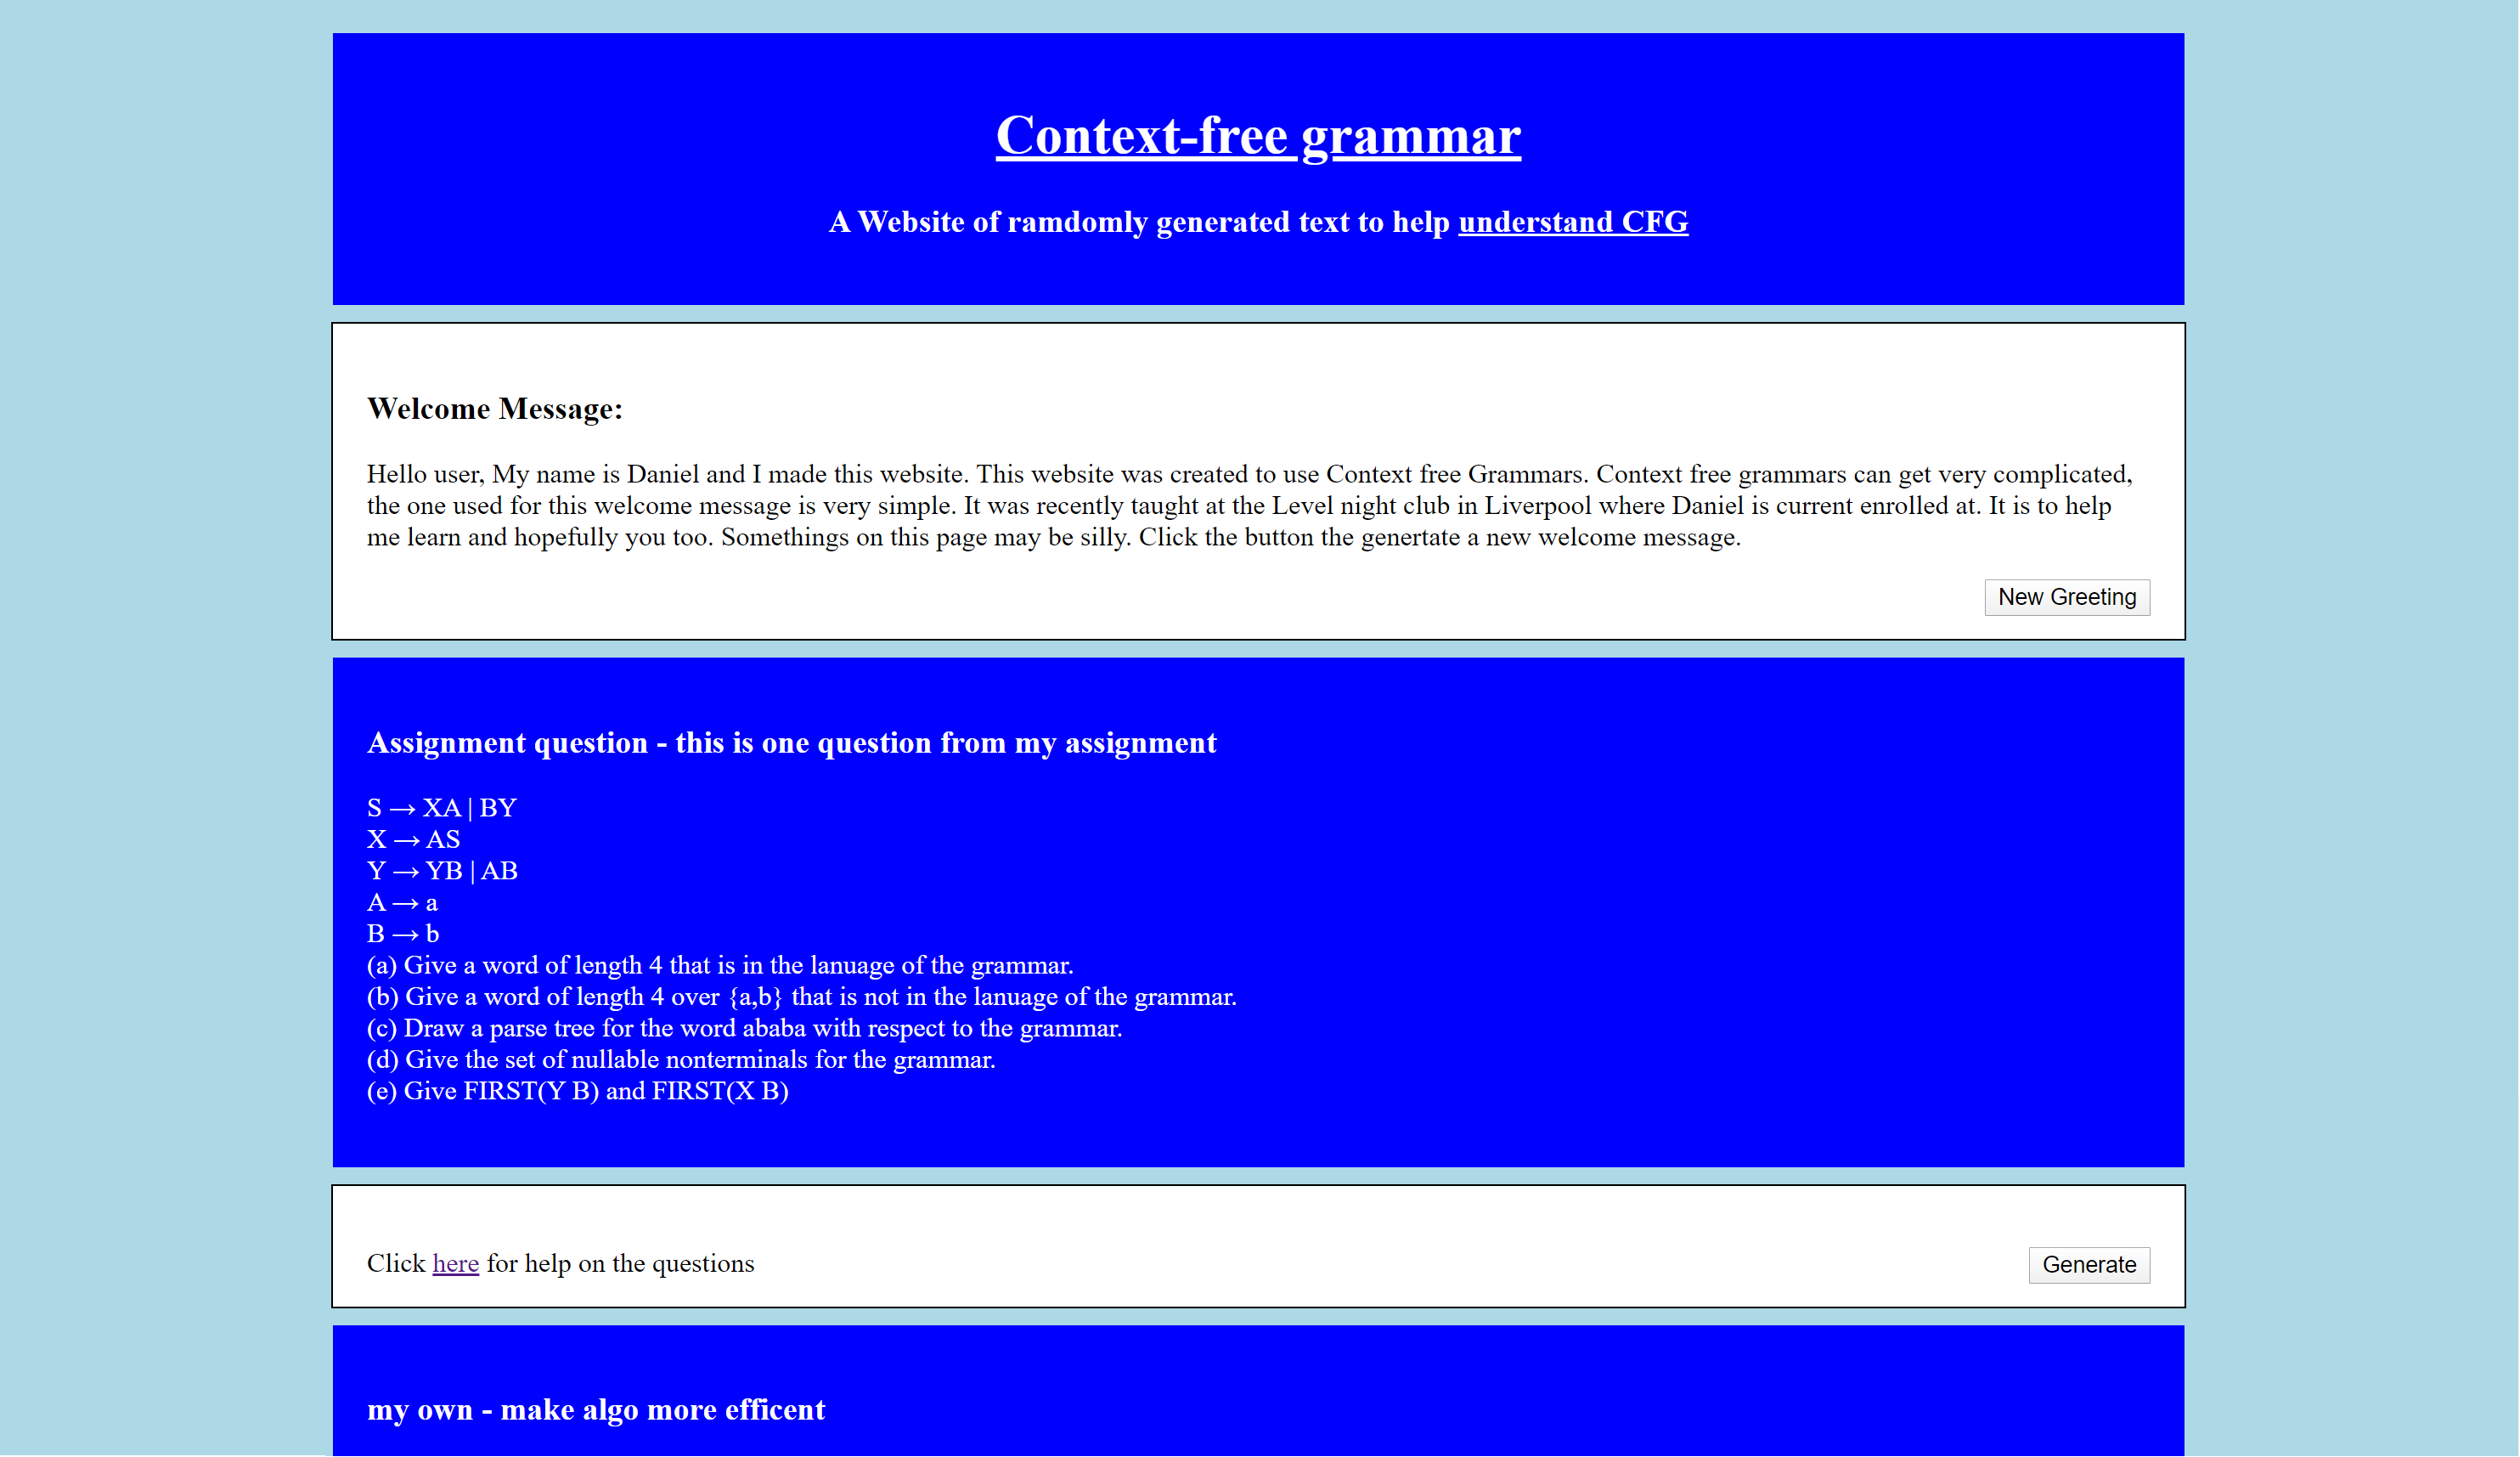 Context-free grammar
A Website of ramdomly generated text to help understand CFG
Welcome Message:
Hello user, My name is Daniel and I made this website. This website was created to use Context free Grammars. Context free grammars can get very complicated,
the one used for this welcome message is very simple. It was recently taught at the Level night club in Liverpool where Daniel is current enrolled at. It is to help
me learn and hopefully you too. Somethings on this page may be silly. Click the button the genertate a new welcome message.
New Greeting
Assignment question - this is one question from my assignment
S → XA | BY
X → AS
Y → YB | AB
A → a
B → b
(a) Give a word of length 4 that is in the lanuage of the grammar.
(b) Give a word of length 4 over {a,b} that is not in the lanuage of the grammar.
(c) Draw a parse tree for the word ababa with respect to the grammar.
(d) Give the set of nullable nonterminals for the grammar.
(e) Give FIRST(Y B) and FIRST(X B)
Click here for help on the questions
Generate
my own - make algo more efficent